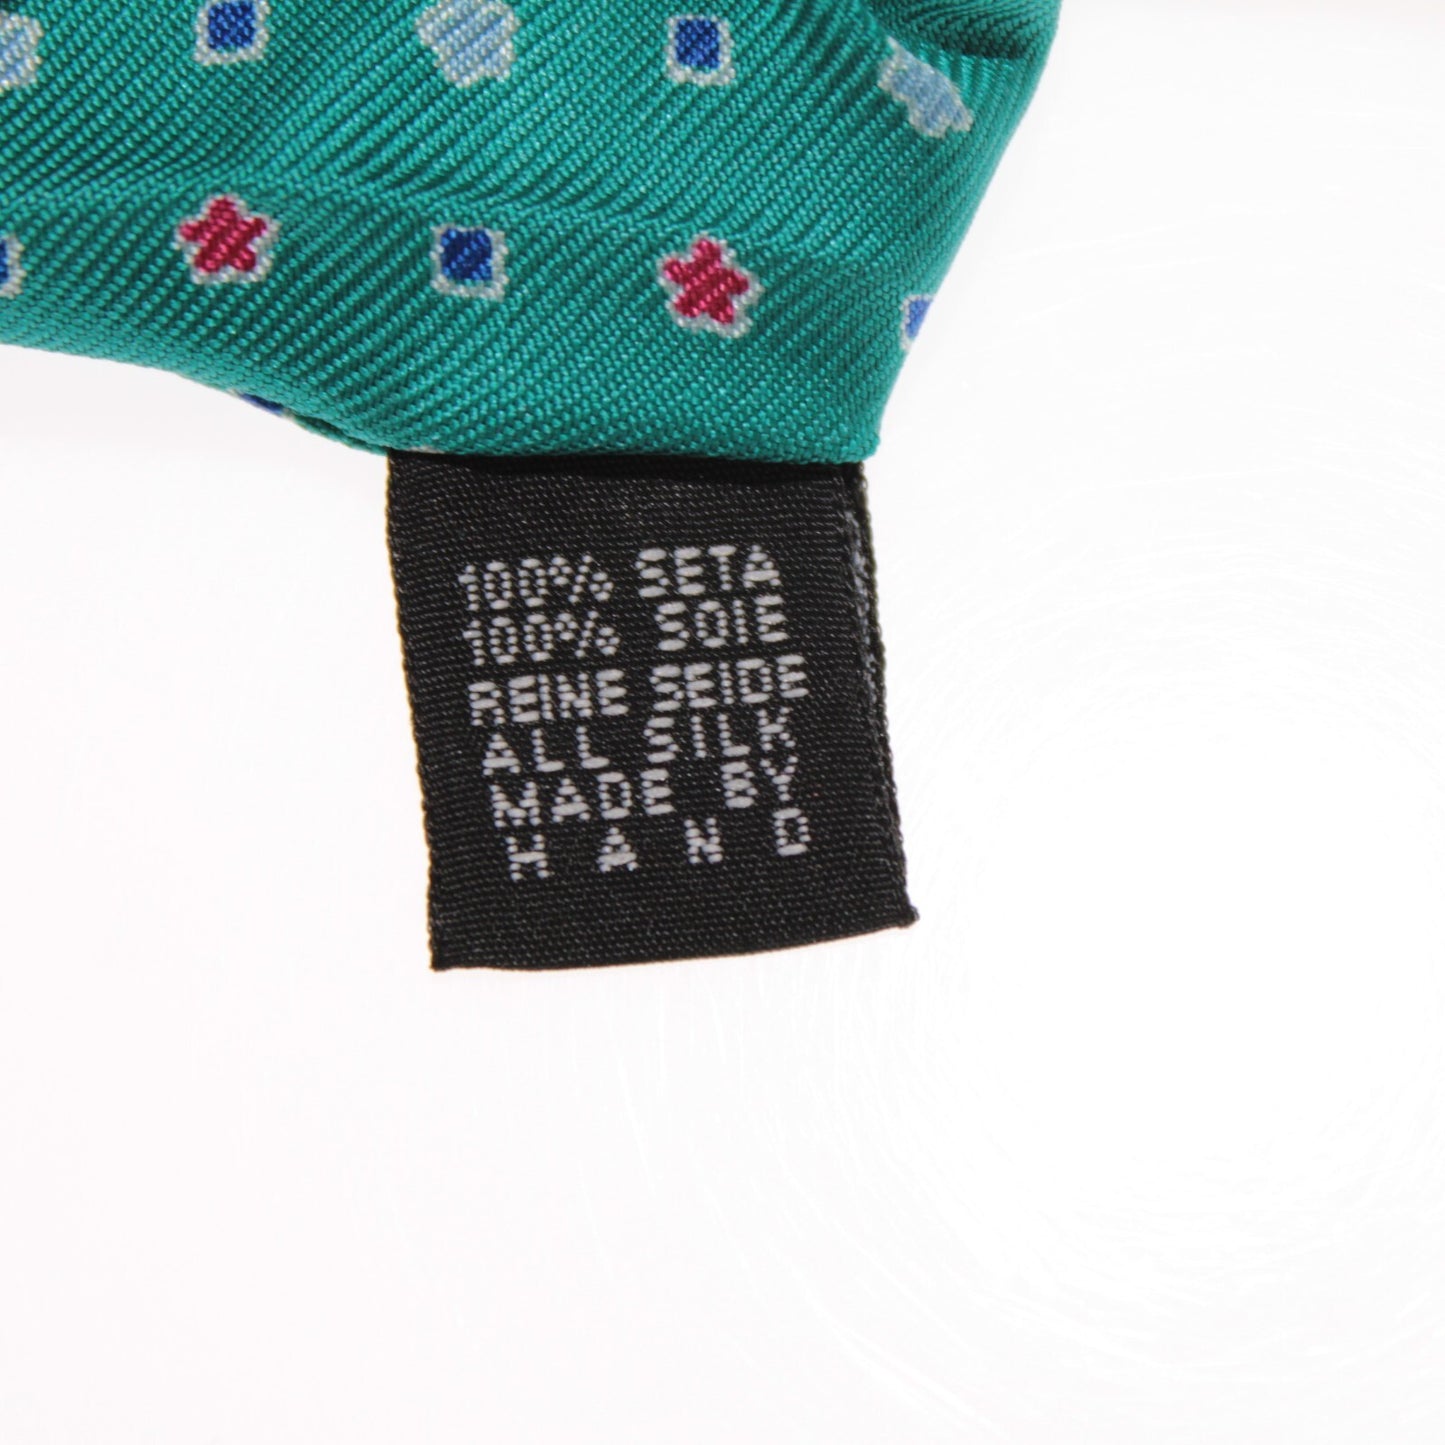 100% SETA
100% SOIE
REINE SEIDE
ALL SILK
MADE BY
HAND